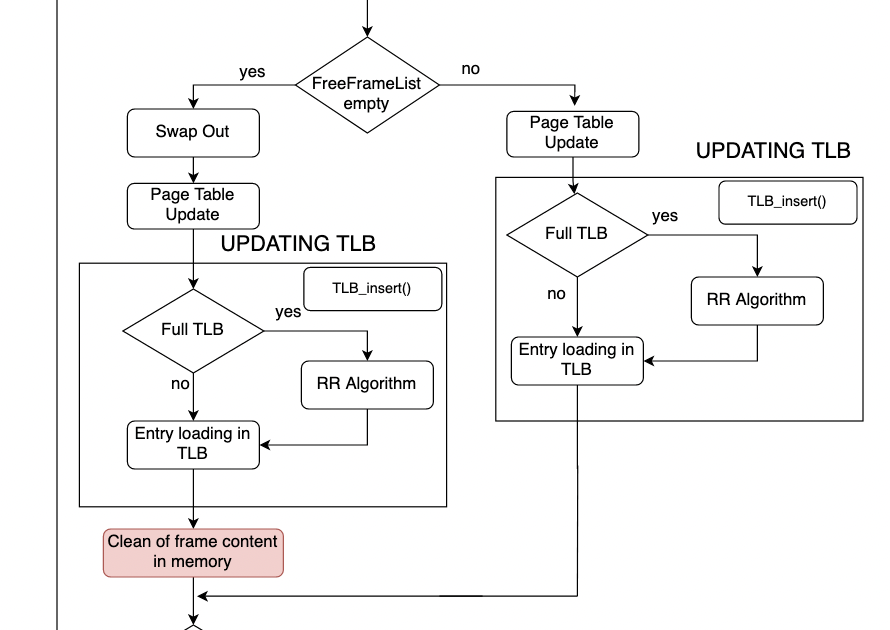 yes
no
FreeFrameList
empty
Swap Out
Page Table
Update
Page Table
Update
UPDATING TLB
TLB_insert()
Full TLB
yes
no
RR Algorithm
Entry loading in
TLB
UPDATING TLB
TLB_insert()
Full TLB
yes
no
RR Algorithm
Entry loading in
TLB
Clean of frame content
in memory